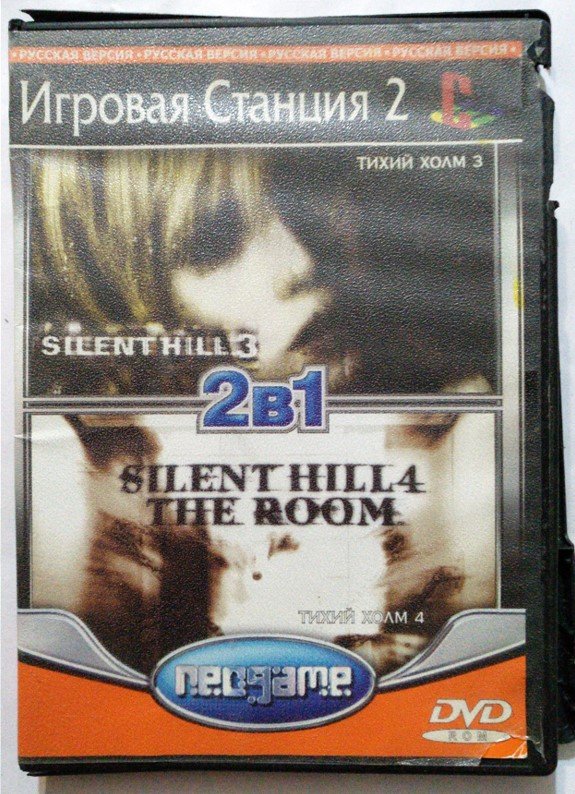 • РУССКАЯ ВЕРСИЯ • РУССКАЯ ВЕРСИЯ • РУССКАЯ ВЕРСИЯ • РУССКАЯ ВЕРСИЯ •
Игровая Станция 2
ТИХИЙ ХОЛМ 3
SILENT HILL 3
2В1
SILENT HILL 4
THE ROOM
ТИХИЙ ХОЛМ 4
neogame
DVD
ROM